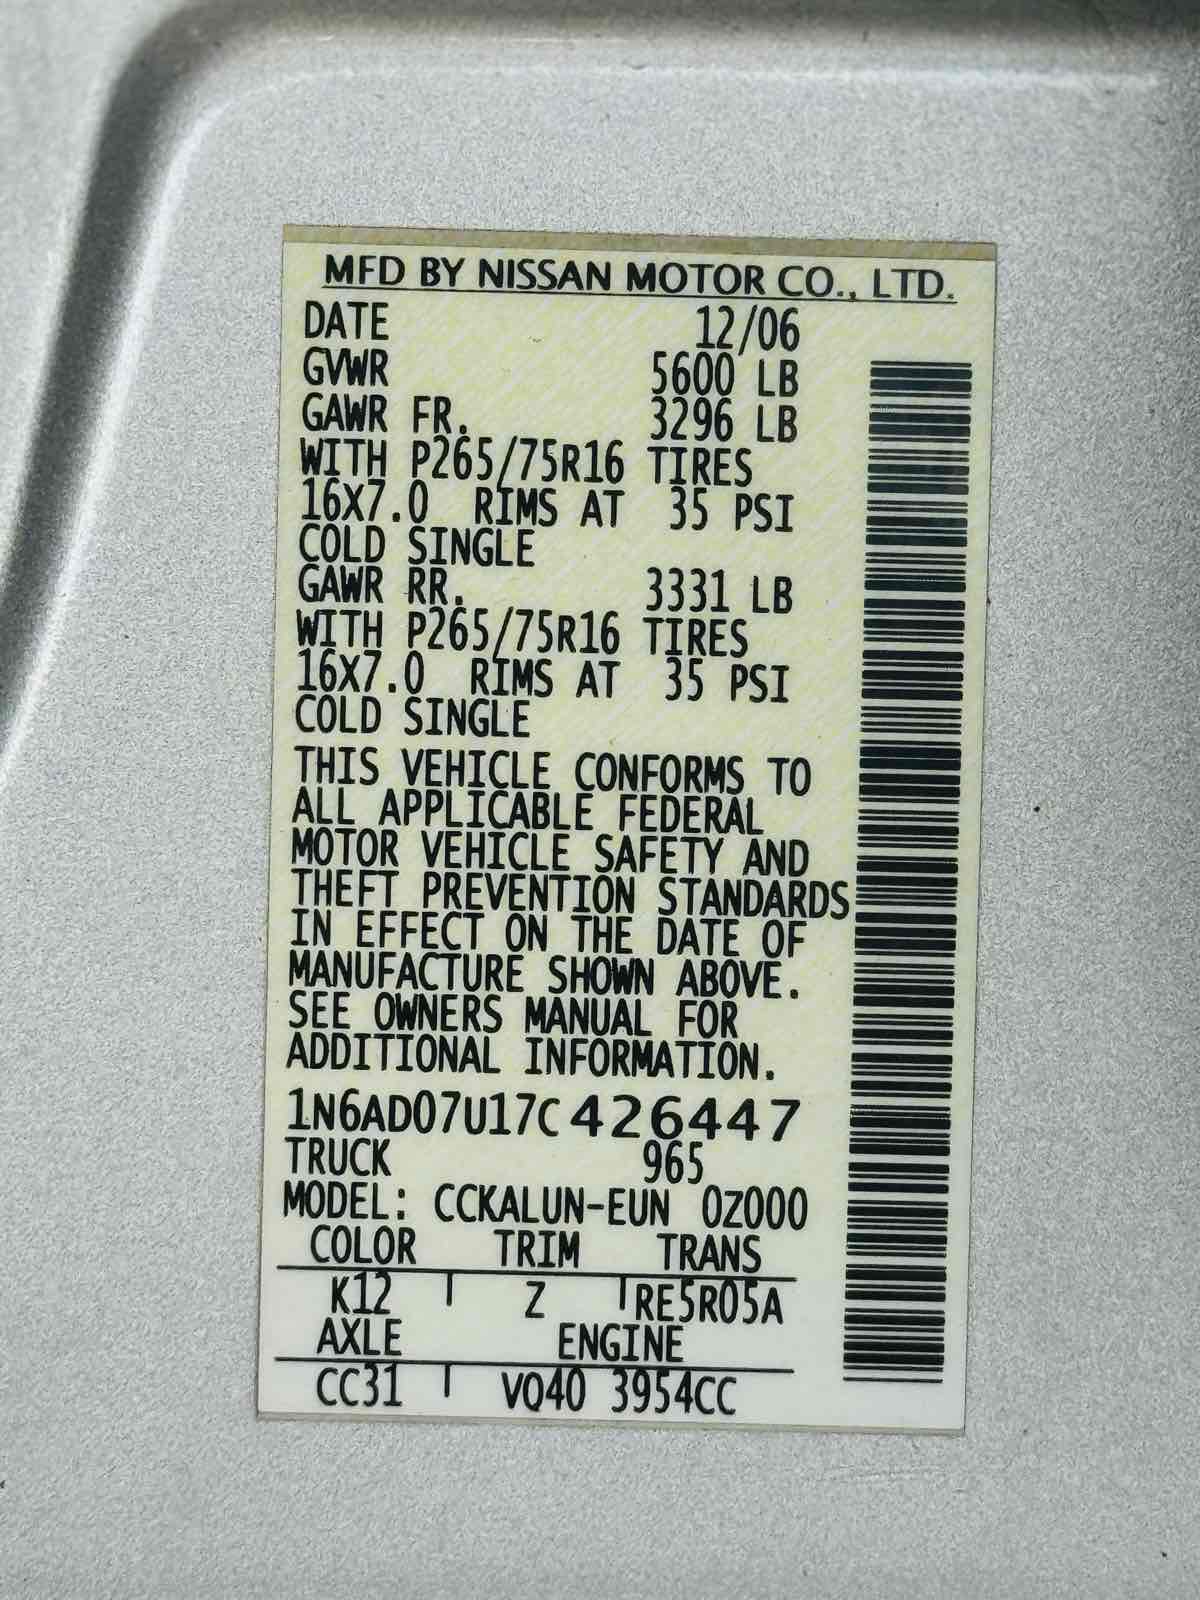 MFD BY NISSAN MOTOR CO., LTD.
DATE 12/06
GVWR 5600 LB
GAWR FR. 3296 LB
WITH P265/75R16 TIRES
16X7.0 RIMS AT 35 PSI
COLD SINGLE
GAWR RR. 3331 LB
WITH P265/75R16 TIRES
16X7.0 RIMS AT 35 PSI
COLD SINGLE
THIS VEHICLE CONFORMS TO
ALL APPLICABLE FEDERAL
MOTOR VEHICLE SAFETY AND
THEFT PREVENTION STANDARDS
IN EFFECT ON THE DATE OF
MANUFACTURE SHOWN ABOVE.
SEE OWNERS MANUAL FOR
ADDITIONAL INFORMATION.
1N6AD07U17C426447
TRUCK 965
MODEL: CCKALUN-EUN 0Z000
COLOR TRIM TRANS
K12 Z RE5R05A
AXLE ENGINE
CC31 VQ40 3954CC